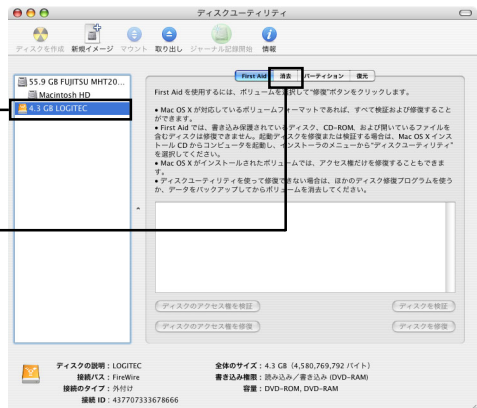 ディスクユーティリティ
ディスクを作成 新規イメージ マウント 取り出し ジャーナル記録開始 情報
55.9 GB FUJITSU MHT20...
Macintosh HD
4.3 GB LOGITEC
First Aid 消去 パーティション 復元
First Aid を使用するには、ボリュームを選択して“修復”ボタンをクリックします。
• Mac OS X が対応しているボリュームフォーマットであれば、すべて検証および修復すること
ができます。
• First Aid では、書き込み保護されているディスク、CD-ROM、および開いているファイルを
含むディスクは修復できません。起動ディスクを修復または検証する場合は、Mac OS X インス
トール CD からコンピュータを起動し、インストーラのメニューから“ディスクユーティリティ”
を選択してください。
• Mac OS X がインストールされたボリュームでは、アクセス権だけを修復することもできま
す。
• ディスクユーティリティを使って修復できない場合は、ほかのディスク修復プログラムを使う
か、データをバックアップしてからボリュームを消去してください。
ディスクのアクセス権を検証 ディスクを検証
ディスクのアクセス権を修復 ディスクを修復
ディスクの説明 : LOGITEC 全体のサイズ : 4.3 GB (4,580,769,792 バイト)
接続バス : FireWire 書き込み権限 : 読み込み／書き込み (DVD-RAM)
接続のタイプ : 外付け 容量 : DVD-ROM, DVD-RAM
接続 ID : 437707333678666